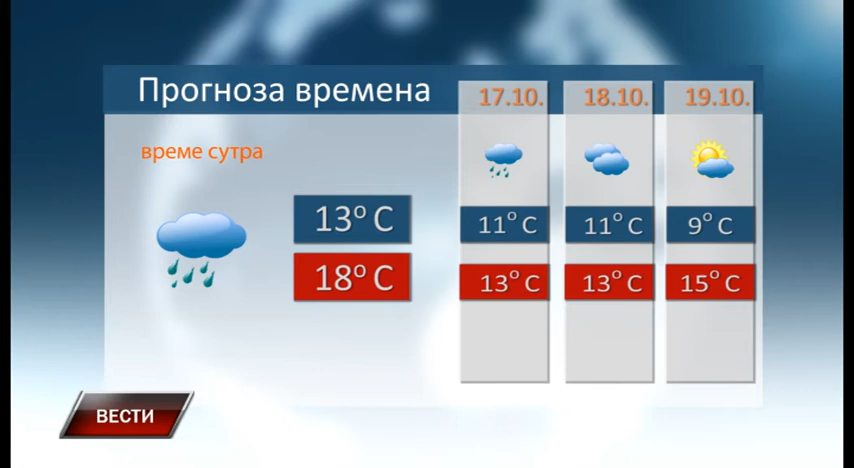 Прогноза времена
време сутра
13° C
18° C
17.10.
11° C
13° C
18.10.
11° C
13° C
19.10.
9° C
15° C
ВЕСТИ